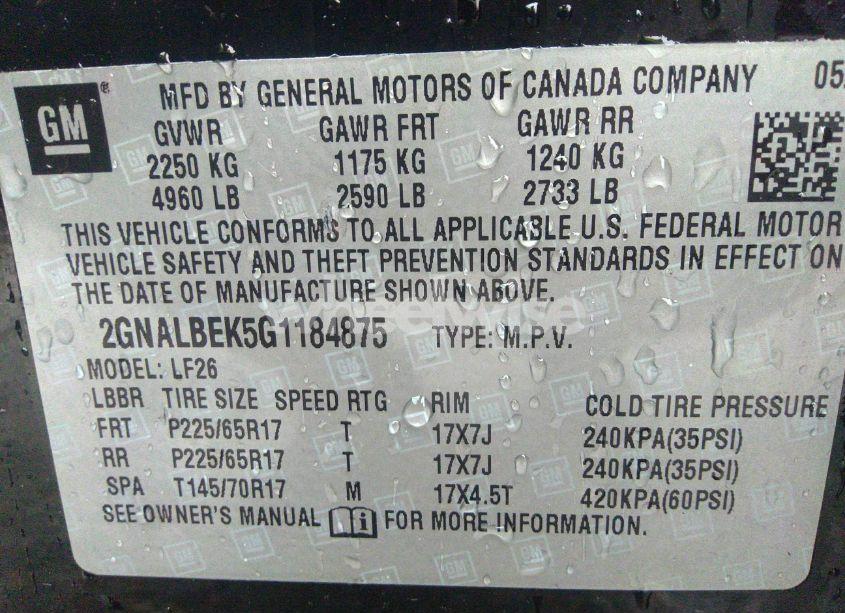 GM
MFD BY GENERAL MOTORS OF CANADA COMPANY 05
GVWR GAWR FRT GAWR RR
2250 KG 1175 KG 1240 KG
4960 LB 2590 LB 2733 LB
THIS VEHICLE CONFORMS TO ALL APPLICABLE U.S. FEDERAL MOTOR
VEHICLE SAFETY AND THEFT PREVENTION STANDARDS IN EFFECT ON
THE DATE OF MANUFACTURE SHOWN ABOVE.
2GNALBEK5G1184875 TYPE: M.P.V.
MODEL: LF26
LBBR TIRE SIZE SPEED RTG RIM COLD TIRE PRESSURE
FRT P225/65R17 T 17X7J 240KPA(35PSI)
RR P225/65R17 T 17X7J 240KPA(35PSI)
SPA T145/70R17 M 17X4.5T 420KPA(60PSI)
SEE OWNER'S MANUAL FOR MORE INFORMATION.